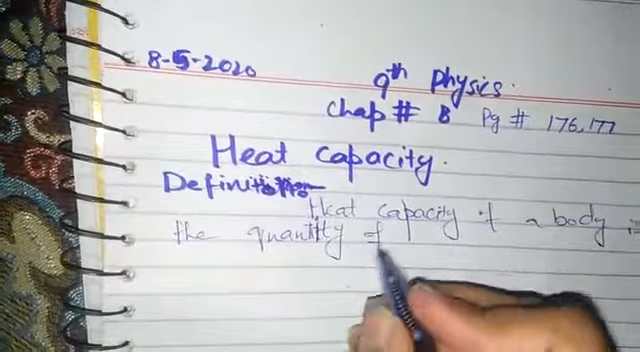 8-5-2020
9th Physics.
Chap # 8 Pg # 176,177
Heat capacity.
Definition
Heat capacity of a body is
the quantity of